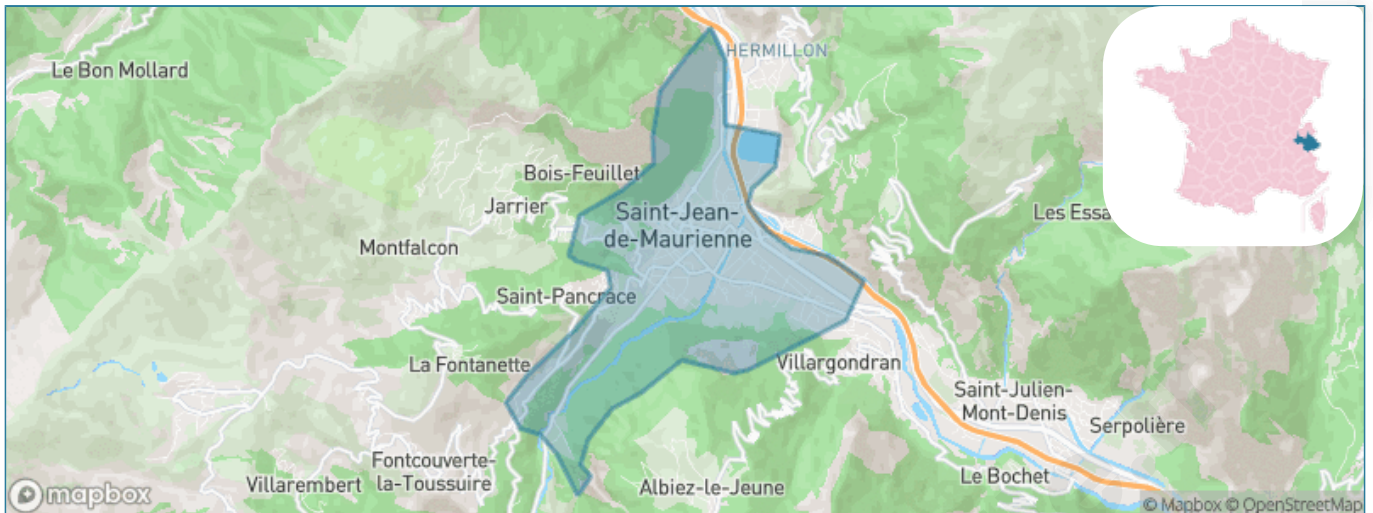 HERMILLON
Le Bon Mollard
Bois-Feuillet
Jarrier
Saint-Jean-
de-Maurienne
Les Essa
Montfalcon
Saint-Pancrace
La Fontanette
Villargondran
Saint-Julien-
Mont-Denis
Serpolière
Fontcouverte-
la-Toussuire
Villarembert
Albiez-le-Jeune
Le Bochet
mapbox
© Mapbox © OpenStreetMap